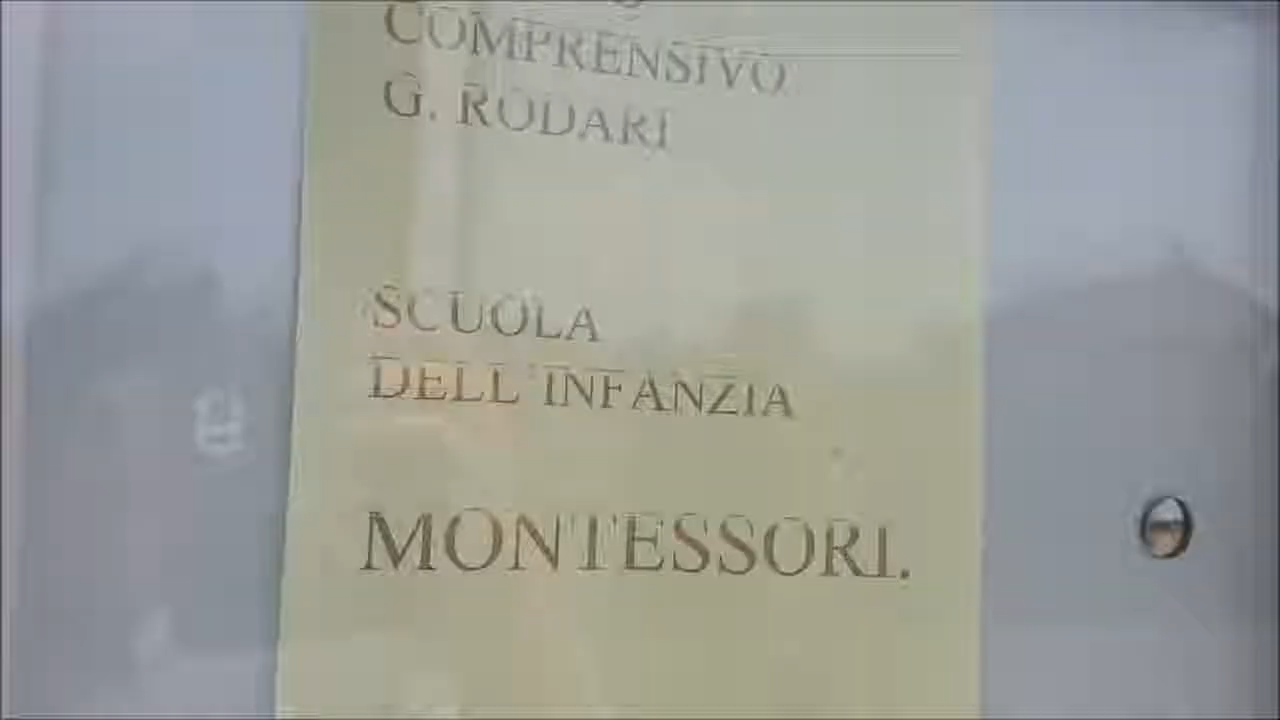 COMPRENSIVO
G. RODARI
SCUOLA
DELL'INFANZIA
MONTESSORI.